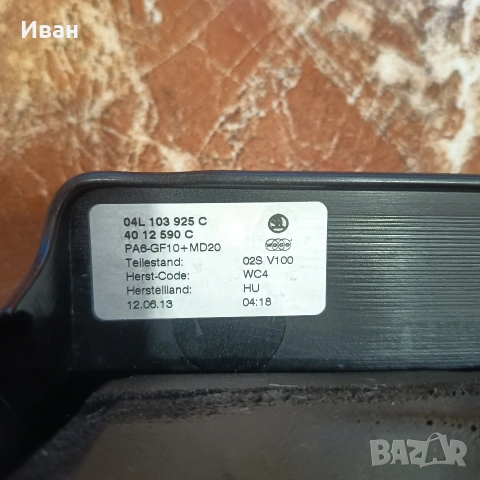 Иван
04L 103 925 C
40 12 590 C
PA6-GF10+MD20
Teilestand: 02S V100
Herst-Code: WC4
Herstellland: HU
12.06.13 04:18
BAZAR